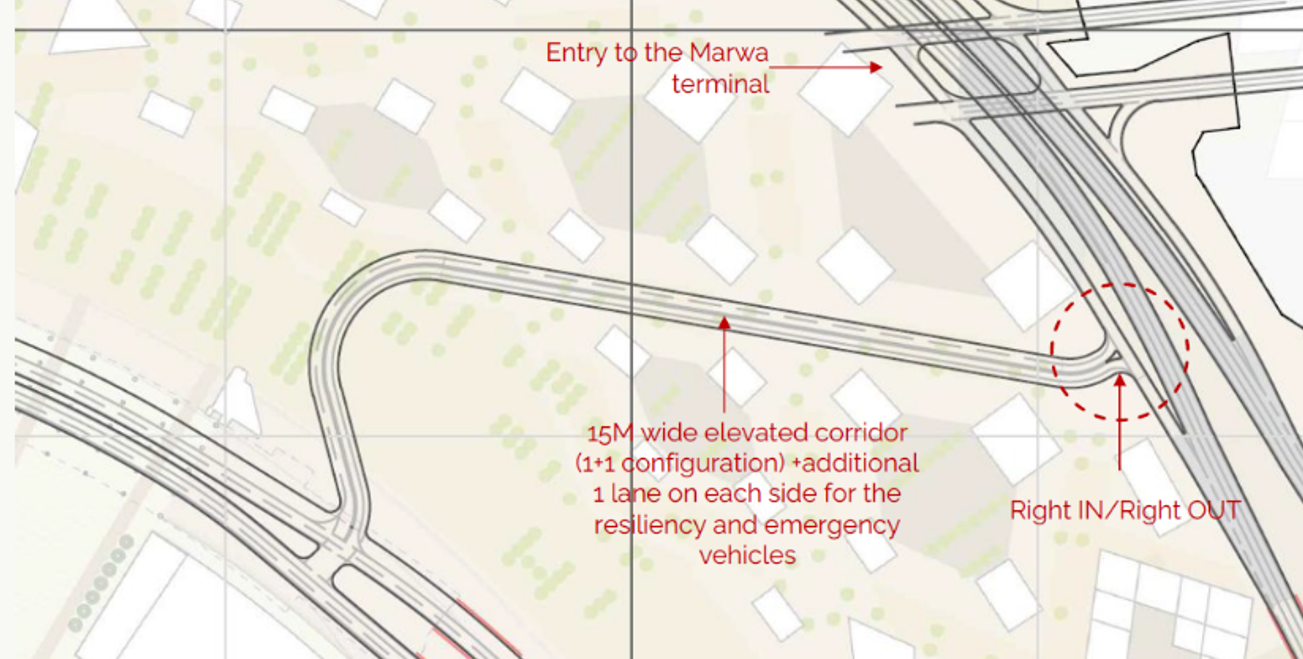 Entry to the Marwa
terminal
15M wide elevated corridor
(1+1 configuration) +additional
1 lane on each side for the
resiliency and emergency
vehicles
Right IN/Right OUT